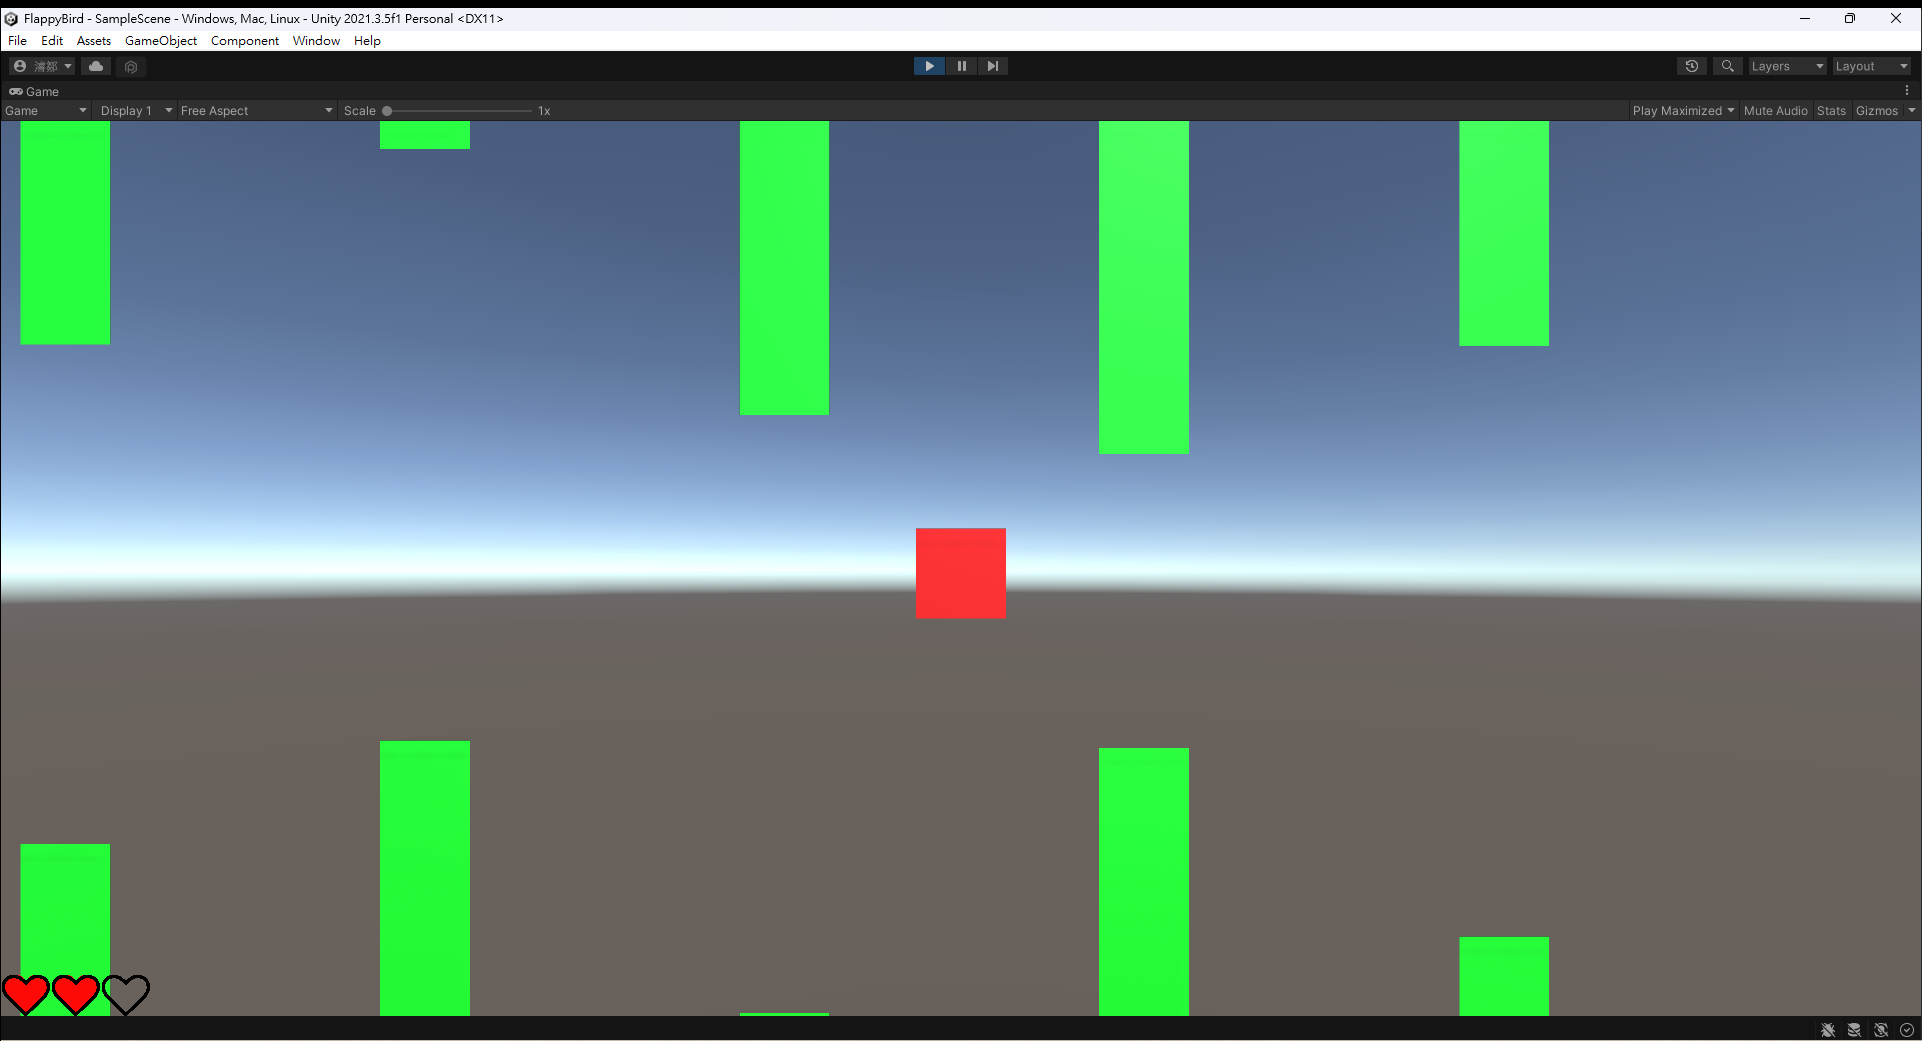 FlappyBird - SampleScene - Windows, Mac, Linux - Unity 2021.3.5f1 Personal <DX11>
File Edit Assets GameObject Component Window Help
Layers Layout
Game
Game Display 1 Free Aspect Scale 1x Play Maximized Mute Audio Stats Gizmos